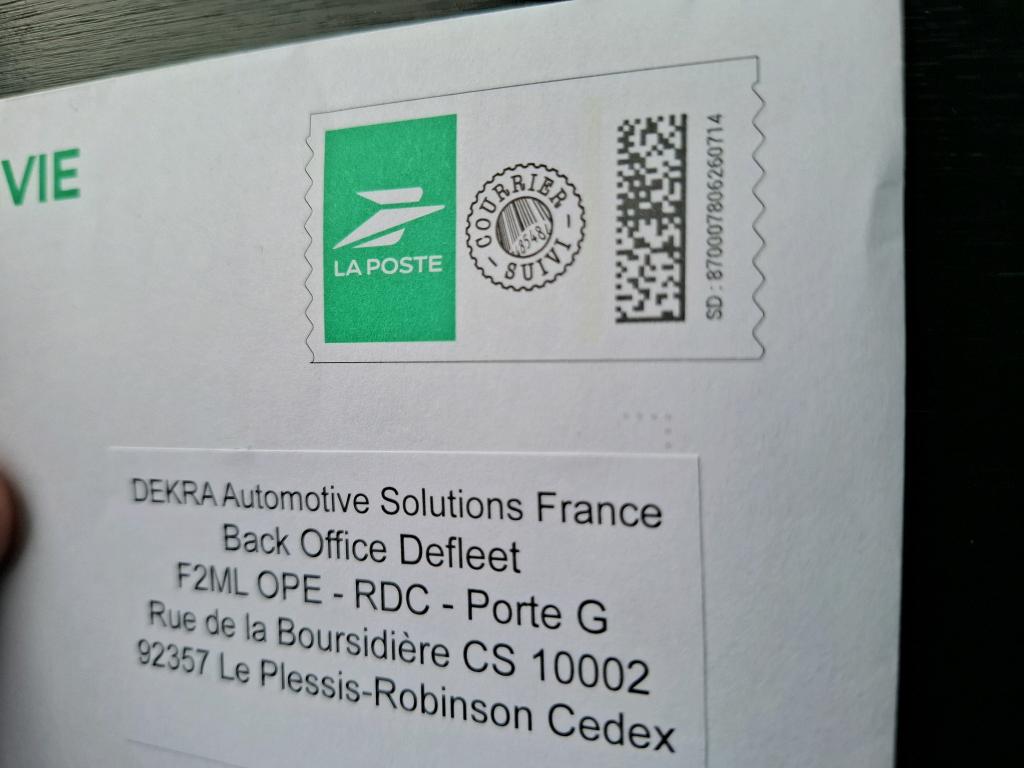 VIE
LA POSTE
COURRIER
SUIVI
SD : 870007806260714
DEKRA Automotive Solutions France
Back Office Defleet
F2ML OPE - RDC - Porte G
Rue de la Boursidière CS 10002
92357 Le Plessis-Robinson Cedex